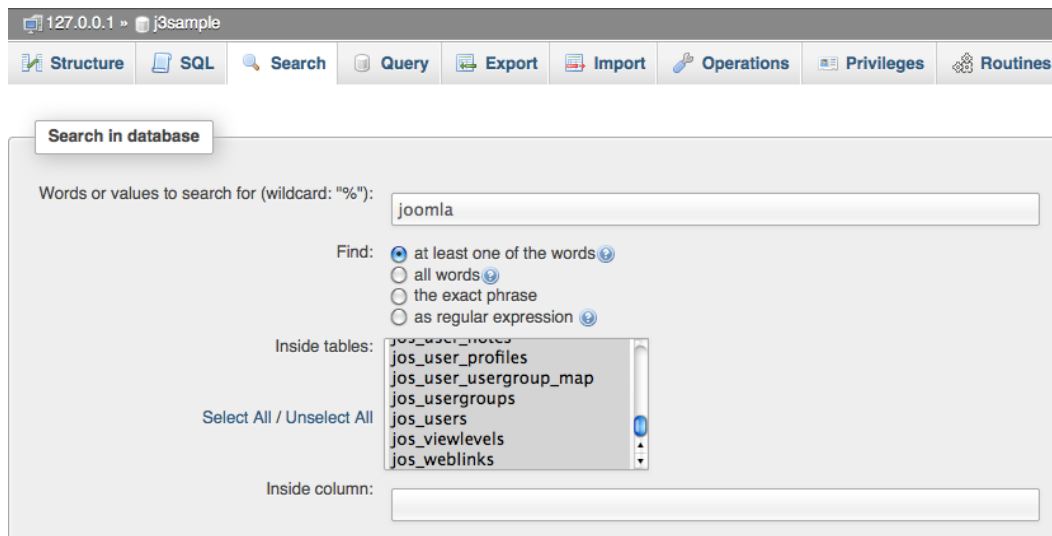 127.0.0.1 » j3sample
Structure SQL Search Query Export Import Operations Privileges Routines
Search in database
Words or values to search for (wildcard: "%"): joomla
Find: at least one of the words
all words
the exact phrase
as regular expression
Inside tables: jos_user_notes
jos_user_profiles
jos_user_usergroup_map
jos_usergroups
Select All / Unselect All jos_users
jos_viewlevels
jos_weblinks
Inside column: